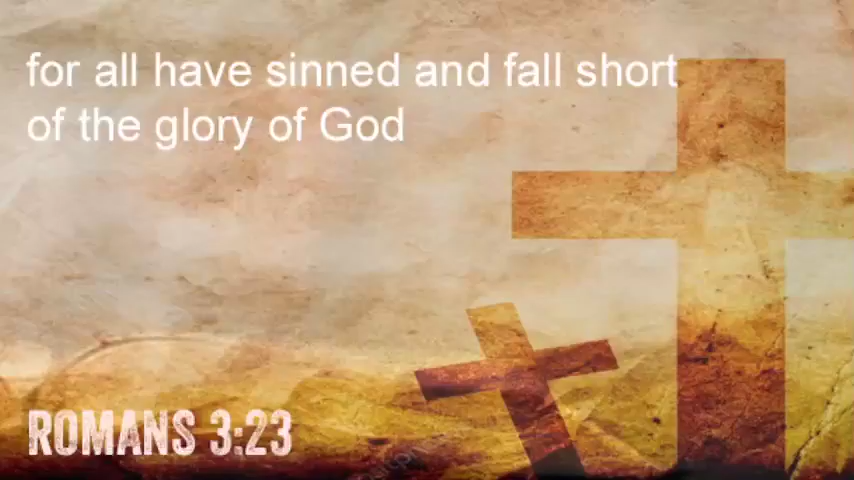 for all have sinned and fall short
of the glory of God
ROMANS 3:23